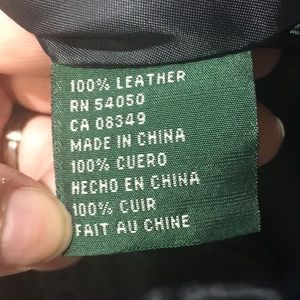 100% LEATHER
RN 54050
CA 08349
MADE IN CHINA
100% CUERO
HECHO EN CHINA
100% CUIR
FAIT AU CHINE